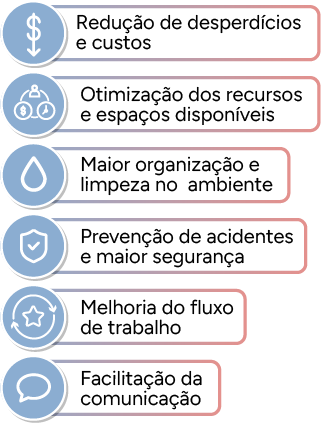 Redução de desperdícios
e custos
Otimização dos recursos
e espaços disponíveis
Maior organização e
limpeza no ambiente
Prevenção de acidentes
e maior segurança
Melhoria do fluxo
de trabalho
Facilitação da
comunicação